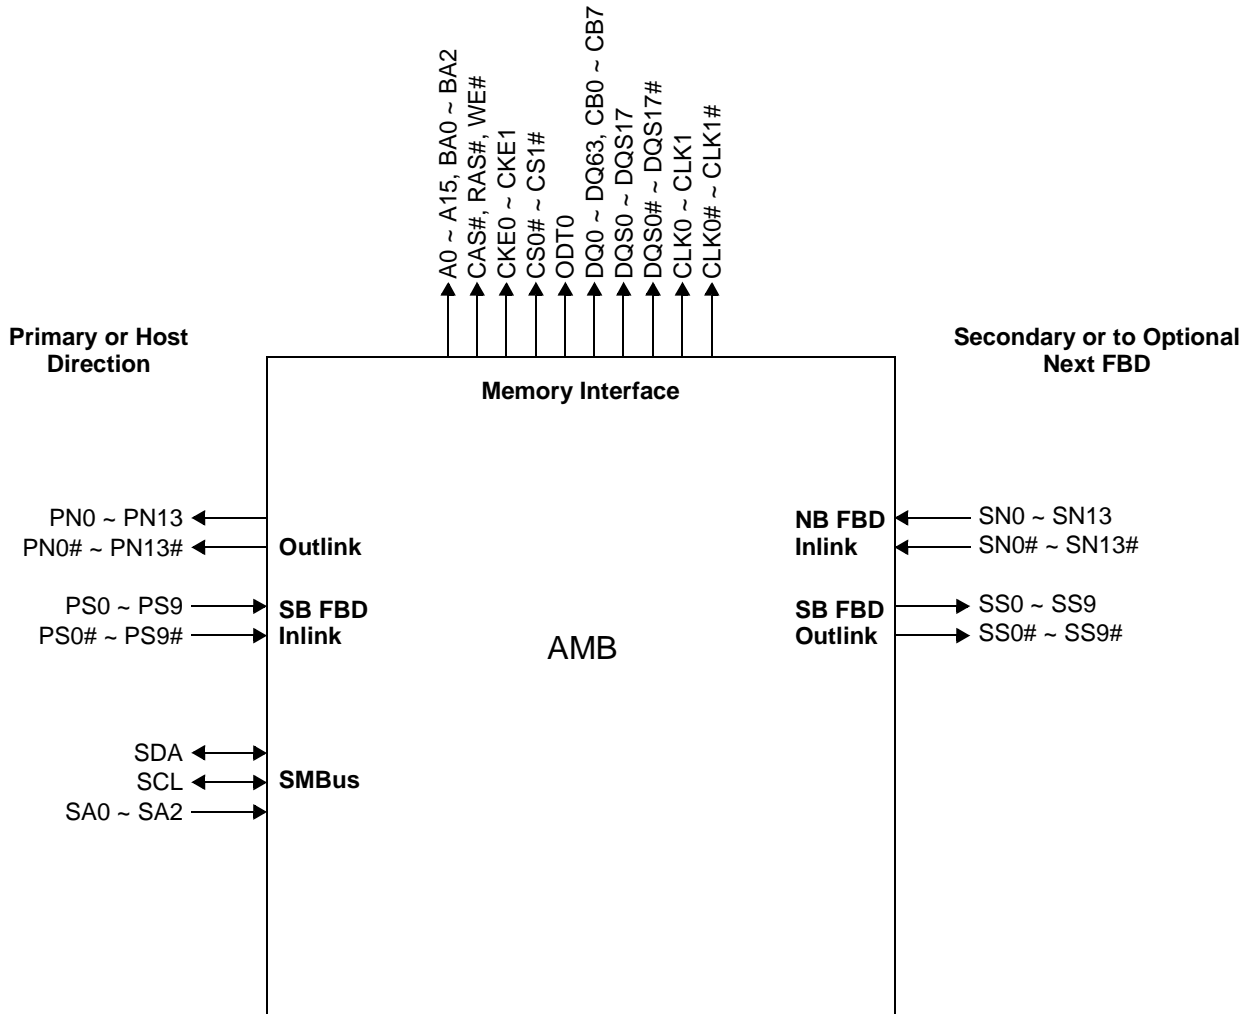 A0 ~ A15, BA0 ~ BA2
CAS#, RAS#, WE#
CKE0 ~ CKE1
CS0# ~ CS1#
ODT0
DQ0 ~ DQ63, CB0 ~ CB7
DQS0 ~ DQS17
DQS0# ~ DQS17#
CLK0 ~ CLK1
CLK0# ~ CLK1#
Primary or Host
Direction
Secondary or to Optional
Next FBD
Memory Interface
PN0 ~ PN13
PN0# ~ PN13#
Outlink
NB FBD
Inlink
SN0 ~ SN13
SN0# ~ SN13#
PS0 ~ PS9
PS0# ~ PS9#
SB FBD
Inlink
SB FBD
Outlink
SS0 ~ SS9
SS0# ~ SS9#
AMB
SDA
SCL
SA0 ~ SA2
SMBus